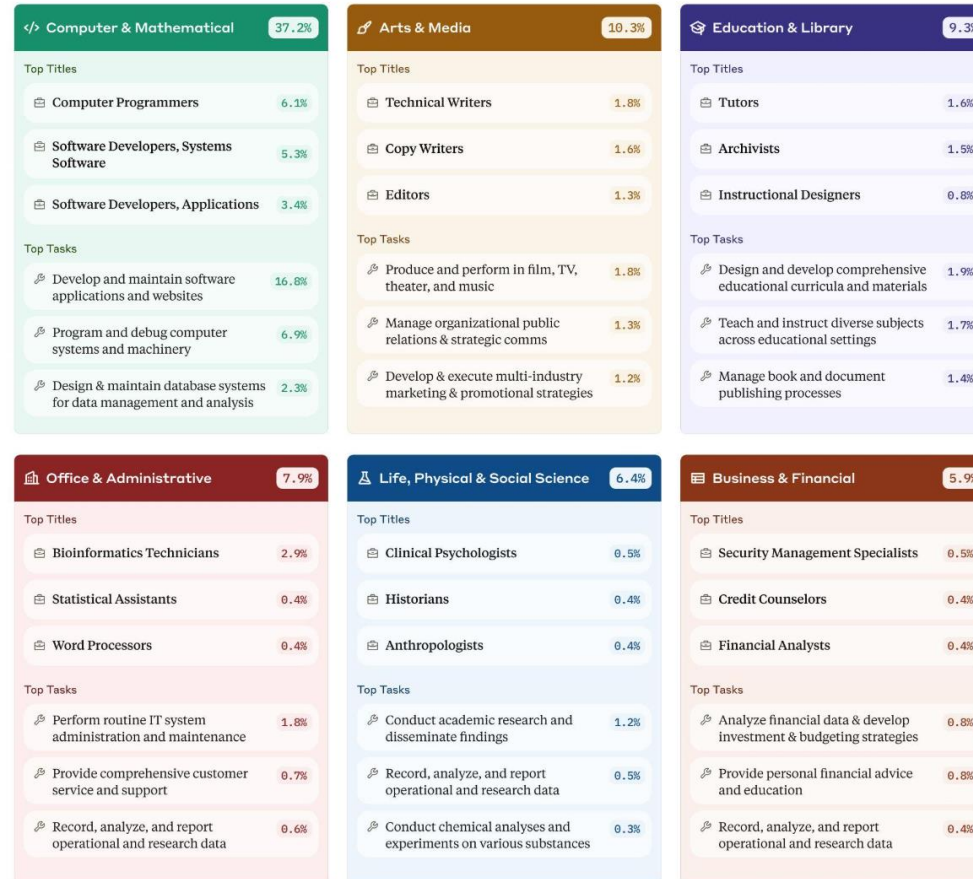 </> Computer & Mathematical 37.2%
Top Titles
Computer Programmers 6.1%
Software Developers, Systems
Software 5.3%
Software Developers, Applications 3.4%
Top Tasks
Develop and maintain software
applications and websites 16.8%
Program and debug computer
systems and machinery 6.9%
Design & maintain database systems
for data management and analysis 2.3%
Arts & Media 10.3%
Top Titles
Technical Writers 1.8%
Copy Writers 1.6%
Editors 1.3%
Top Tasks
Produce and perform in film, TV,
theater, and music 1.8%
Manage organizational public
relations & strategic comms 1.3%
Develop & execute multi-industry
marketing & promotional strategies 1.2%
Education & Library 9.3%
Top Titles
Tutors 1.6%
Archivists 1.5%
Instructional Designers 0.8%
Top Tasks
Design and develop comprehensive
educational curricula and materials 1.9%
Teach and instruct diverse subjects
across educational settings 1.7%
Manage book and document
publishing processes 1.4%
Office & Administrative 7.9%
Top Titles
Bioinformatics Technicians 2.9%
Statistical Assistants 0.4%
Word Processors 0.4%
Top Tasks
Perform routine IT system
administration and maintenance 1.8%
Provide comprehensive customer
service and support 0.7%
Record, analyze, and report
operational and research data 0.6%
Life, Physical & Social Science 6.4%
Top Titles
Clinical Psychologists 0.5%
Historians 0.4%
Anthropologists 0.4%
Top Tasks
Conduct academic research and
disseminate findings 1.2%
Record, analyze, and report
operational and research data 0.5%
Conduct chemical analyses and
experiments on various substances 0.3%
Business & Financial 5.9%
Top Titles
Security Management Specialists 0.5%
Credit Counselors 0.4%
Financial Analysts 0.4%
Top Tasks
Analyze financial data & develop
investment & budgeting strategies 0.8%
Provide personal financial advice
and education 0.8%
Record, analyze, and report
operational and research data 0.4%